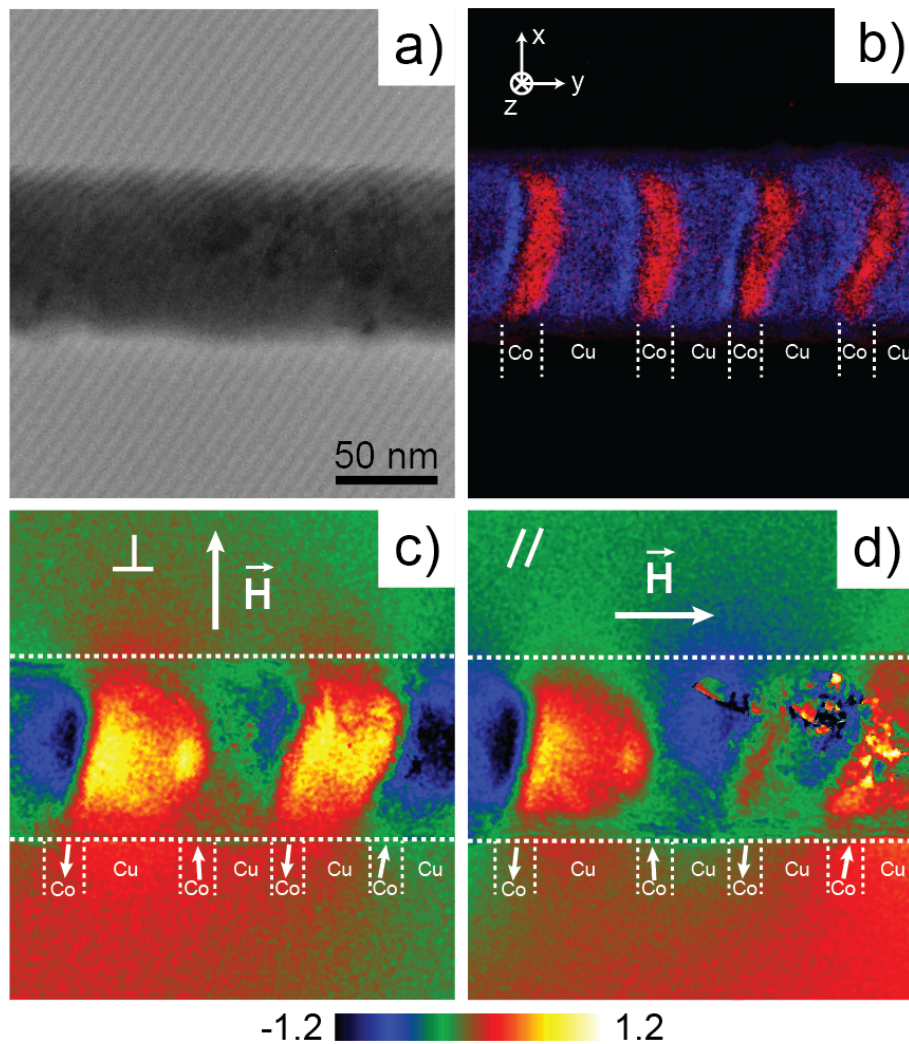 a)
50 nm
b)
x
y
z
Co Cu Co Cu Co Cu Co Cu
c)
⊥
H
Cu Cu Cu Cu
Co Co Co Co
d)
//
H
Cu Cu Cu
Co Co Co Co
-1.2 1.2